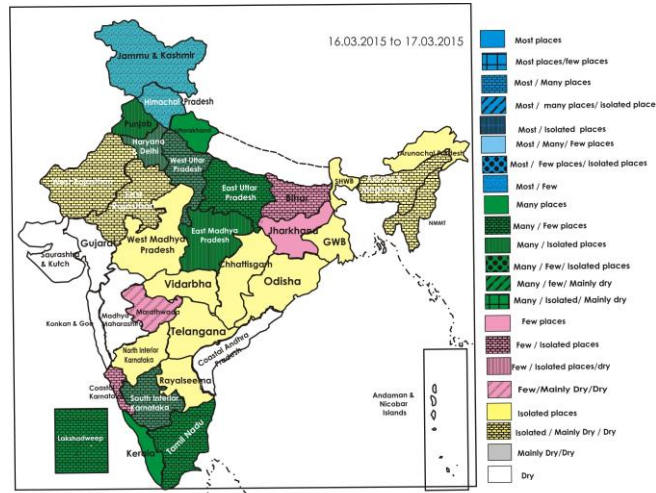 16.03.2015 to 17.03.2015
Jammu & Kashmir
Himachal Pradesh
Punjab
Uttarakhand
Haryana
Delhi
West Uttar
Pradesh
East Uttar
Pradesh
Arunachal Pradesh
SHWB
NMMT
Bihar
Jharkhand
GWB
Gujarat
Saurashtra
& Kutch
West Madhya
Pradesh
East Madhya
Pradesh
Chhattisgarh
Odisha
Vidarbha
Madhya
Maharashtra
Marathwada
Konkan & Goa
Telangana
Coastal Andhra
Pradesh
North Interior
Karnataka
Rayalseema
Coastal
Karnataka
South Interior
Karnataka
Tamil Nadu
Kerala
Lakshadweep
Andaman &
Nicobar
Islands
Most places
Most places/few places
Most / Many places
Most / many places/ Isolated place
Most / Isolated places
Most / Many / Few
Most / Few places/Isolated places
Most / Few
Many places
Many / Few places
Many / Isolated places
Many / Few/ Isolated places
Many / few/ Mainly dry
Many / Isolated/ Mainly dry
Few places
Few / Isolated places
Few / Isolated places/dry
Few/Mainly Dry/Dry
Isolated places
Isolated / Mainly Dry / Dry
Mainly Dry/Dry
Dry